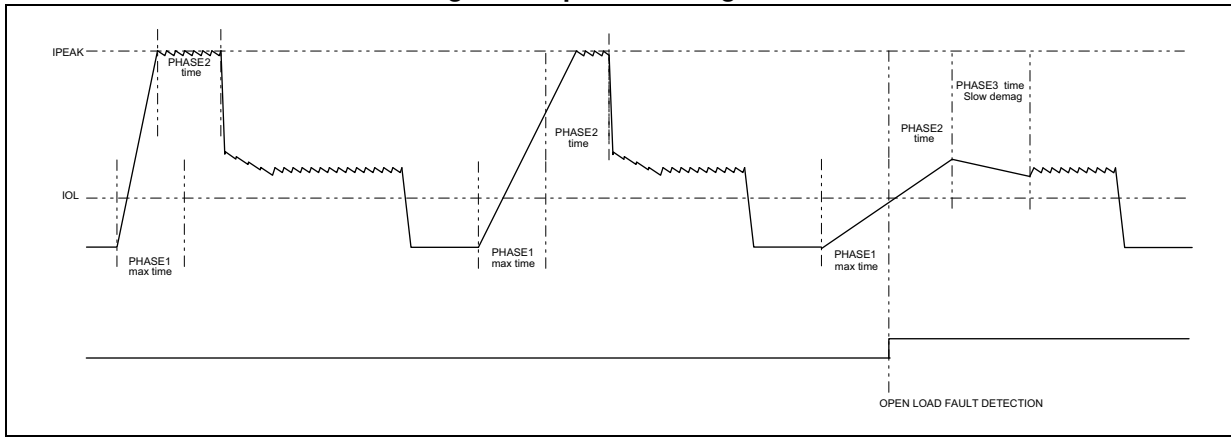 IPEAK
PHASE2
time
PHASE3 time
Slow demag
PHASE2
time
PHASE2
time
IOL
PHASE1
max time
PHASE1
max time
PHASE1
max time
OPEN LOAD FAULT DETECTION